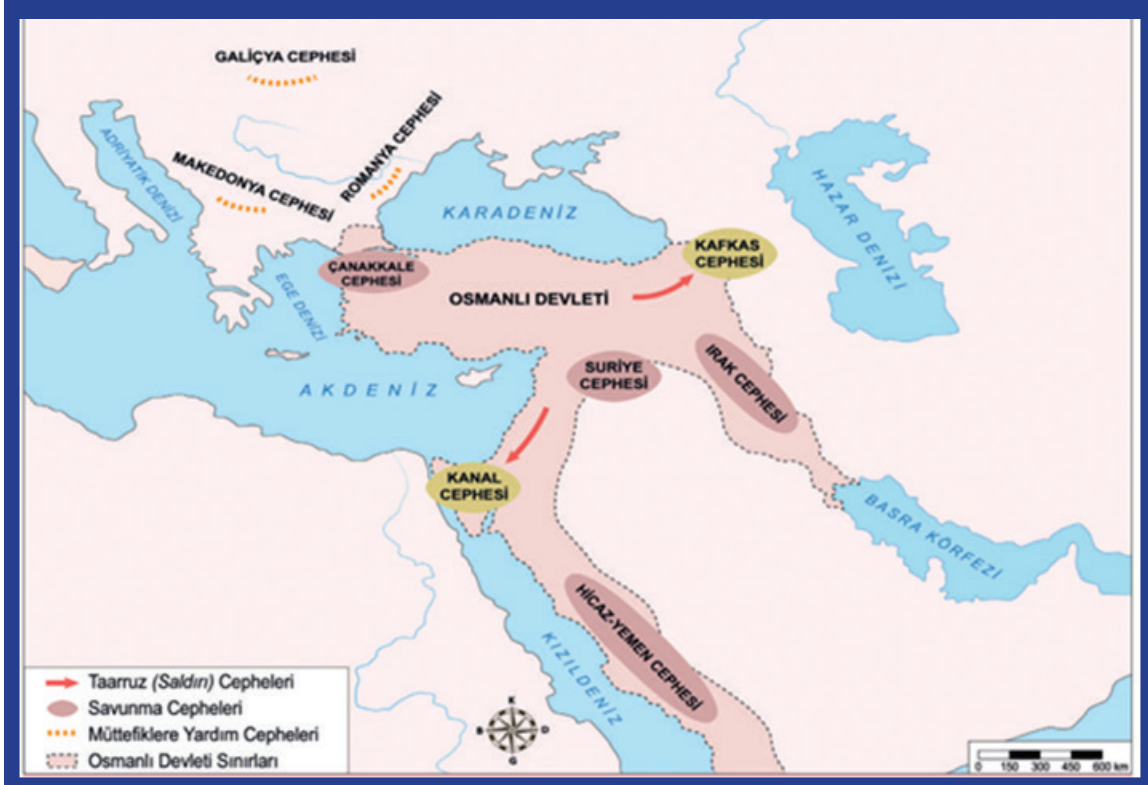 GALİÇYA CEPHESİ
ADRİYATİK DENİZİ
MAKEDONYA CEPHESİ
ROMANYA CEPHESİ
KARADENİZ
HAZAR DENİZİ
KAFKAS
CEPHESİ
ÇANAKKALE
CEPHESİ
OSMANLI DEVLETİ
EGE DENİZİ
IRAK CEPHESİ
SURİYE
CEPHESİ
AKDENİZ
KANAL
CEPHESİ
BASRA KÖRFEZİ
HİCAZ-YEMEN CEPHESİ
KIZILDENİZ
Taarruz (Saldırı) Cepheleri
Savunma Cepheleri
Müttefiklere Yardım Cepheleri
Osmanlı Devleti Sınırları
K
B
D
G
0 150 300 450 600 km